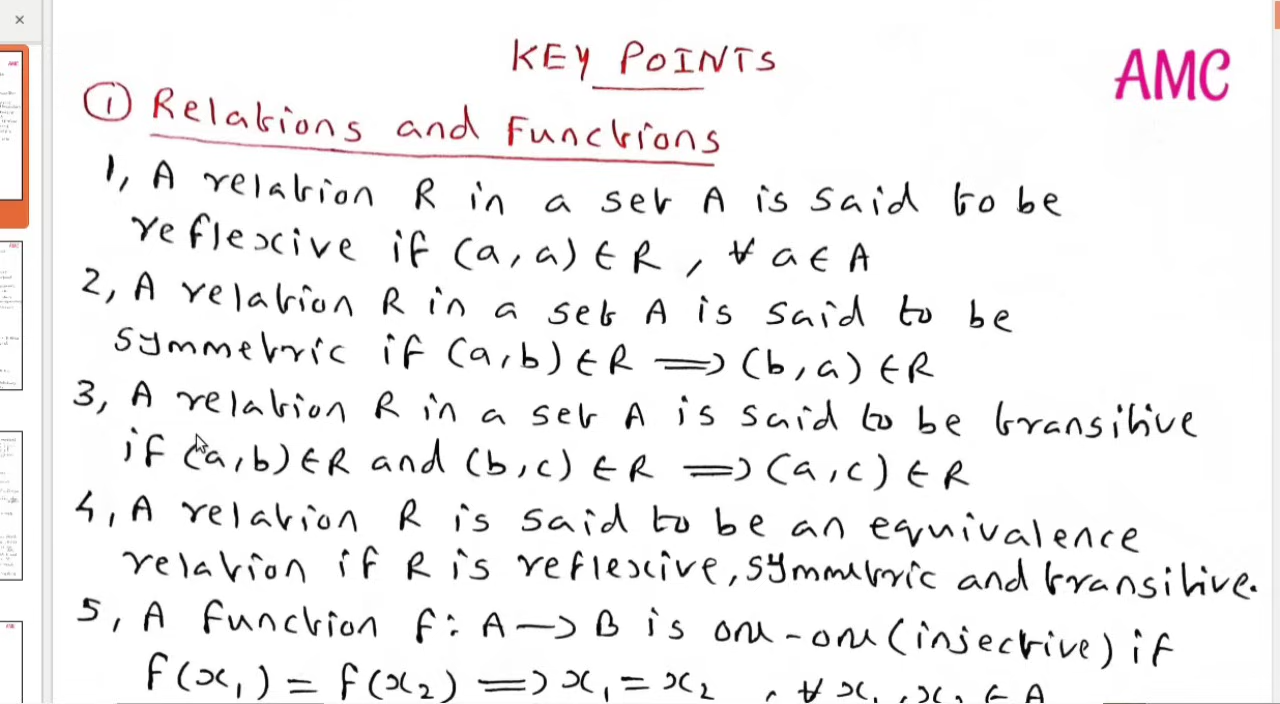 KEY POINTS
AMC
① Relations and Functions
1, A relation R in a set A is said to be
reflexive if (a,a) ∈ R , ∀ a ∈ A
2, A relation R in a set A is said to be
symmetric if (a,b) ∈ R ⟹ (b,a) ∈ R
3, A relation R in a set A is said to be transitive
if (a,b) ∈ R and (b,c) ∈ R ⟹ (a,c) ∈ R
4, A relation R is said to be an equivalence
relation if R is reflexive, symmetric and transitive.
5, A function f: A → B is one-one (injective) if
f(x₁) = f(x₂) ⟹ x₁ = x₂ , ∀ x₁, x₂ ∈ A